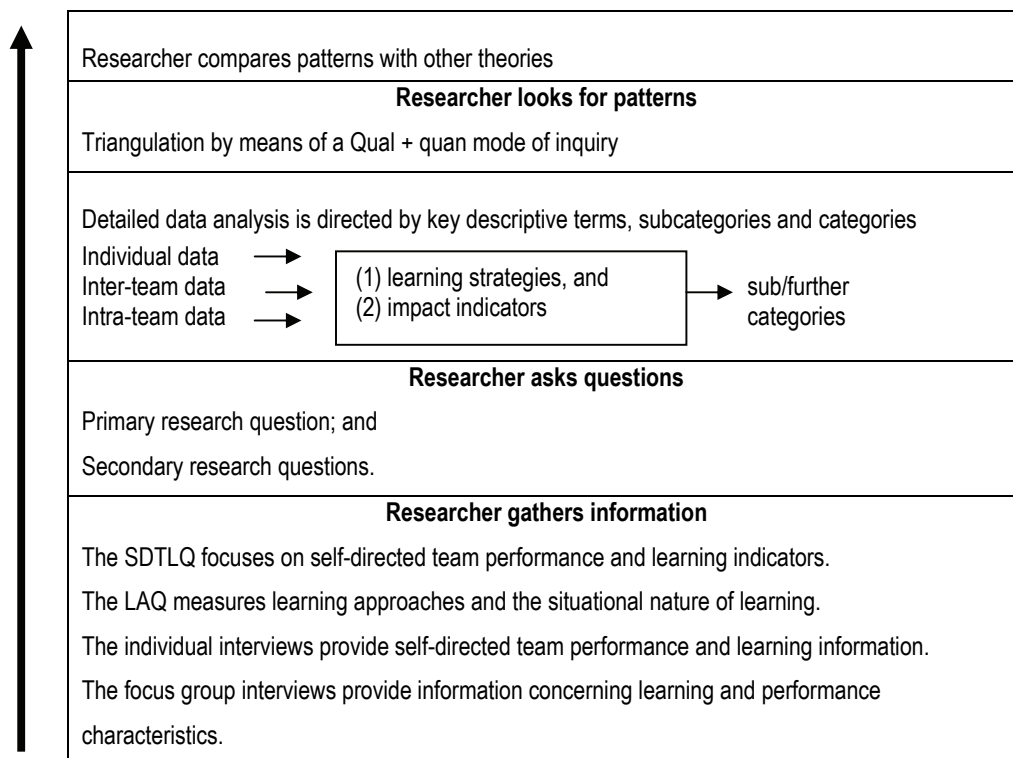 Researcher compares patterns with other theories
Researcher looks for patterns
Triangulation by means of a Qual + quan mode of inquiry
Detailed data analysis is directed by key descriptive terms, subcategories and categories
Individual data
Inter-team data
Intra-team data
(1) learning strategies, and
(2) impact indicators
sub/further
categories
Researcher asks questions
Primary research question; and
Secondary research questions.
Researcher gathers information
The SDTLQ focuses on self-directed team performance and learning indicators.
The LAQ measures learning approaches and the situational nature of learning.
The individual interviews provide self-directed team performance and learning information.
The focus group interviews provide information concerning learning and performance
characteristics.